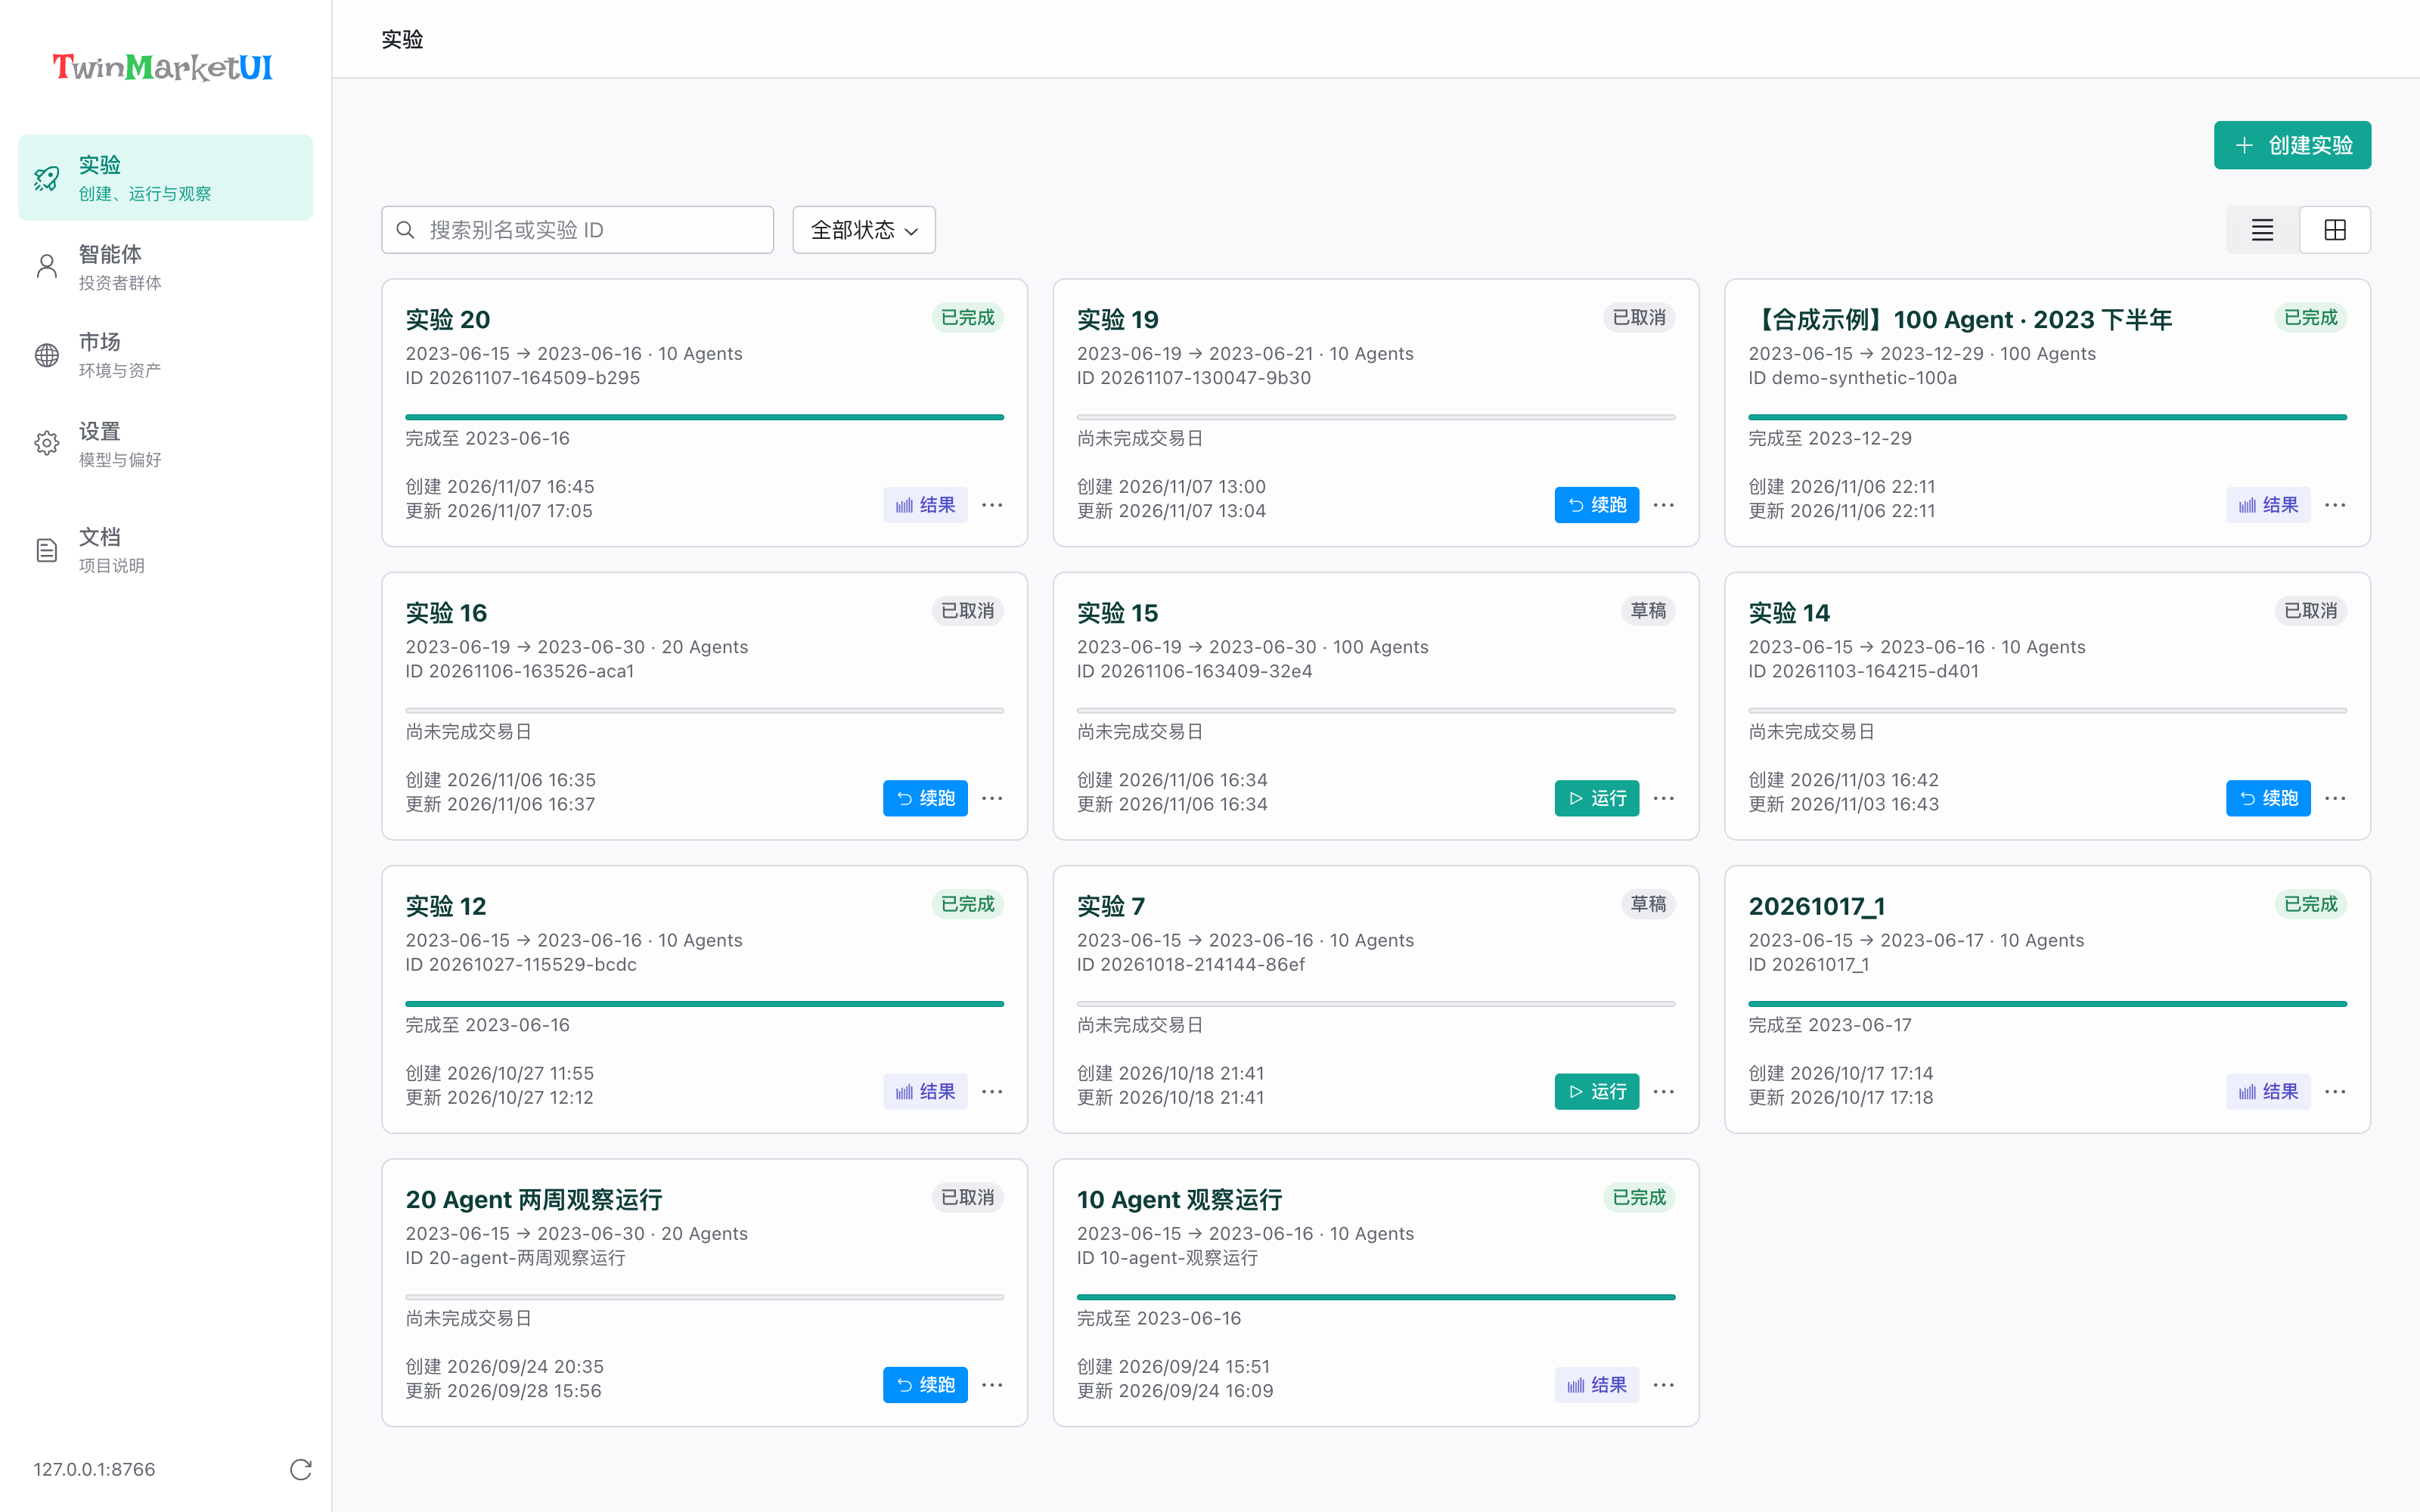 TwinMarketUI
实验
创建、运行与观察
智能体
投资者群体
市场
环境与资产
设置
模型与偏好
文档
项目说明
127.0.0.1:8766
实验
创建实验
搜索别名或实验 ID
全部状态
实验 20
已完成
2023-06-15 → 2023-06-16 · 10 Agents
ID 20261107-164509-b295
完成至 2023-06-16
创建 2026/11/07 16:45
更新 2026/11/07 17:05
结果
实验 19
已取消
2023-06-19 → 2023-06-21 · 10 Agents
ID 20261107-130047-9b30
尚未完成交易日
创建 2026/11/07 13:00
更新 2026/11/07 13:04
续跑
【合成示例】100 Agent · 2023 下半年
已完成
2023-06-15 → 2023-12-29 · 100 Agents
ID demo-synthetic-100a
完成至 2023-12-29
创建 2026/11/06 22:11
更新 2026/11/06 22:11
结果
实验 16
已取消
2023-06-19 → 2023-06-30 · 20 Agents
ID 20261106-163526-aca1
尚未完成交易日
创建 2026/11/06 16:35
更新 2026/11/06 16:37
续跑
实验 15
草稿
2023-06-19 → 2023-06-30 · 100 Agents
ID 20261106-163409-32e4
尚未完成交易日
创建 2026/11/06 16:34
更新 2026/11/06 16:34
运行
实验 14
已取消
2023-06-15 → 2023-06-16 · 10 Agents
ID 20261103-164215-d401
尚未完成交易日
创建 2026/11/03 16:42
更新 2026/11/03 16:43
续跑
实验 12
已完成
2023-06-15 → 2023-06-16 · 10 Agents
ID 20261027-115529-bcdc
完成至 2023-06-16
创建 2026/10/27 11:55
更新 2026/10/27 12:12
结果
实验 7
草稿
2023-06-15 → 2023-06-16 · 10 Agents
ID 20261018-214144-86ef
尚未完成交易日
创建 2026/10/18 21:41
更新 2026/10/18 21:41
运行
20261017_1
已完成
2023-06-15 → 2023-06-17 · 10 Agents
ID 20261017_1
完成至 2023-06-17
创建 2026/10/17 17:14
更新 2026/10/17 17:18
结果
20 Agent 两周观察运行
已取消
2023-06-15 → 2023-06-30 · 20 Agents
ID 20-agent-两周观察运行
尚未完成交易日
创建 2026/09/24 20:35
更新 2026/09/28 15:56
续跑
10 Agent 观察运行
已完成
2023-06-15 → 2023-06-16 · 10 Agents
ID 10-agent-观察运行
完成至 2023-06-16
创建 2026/09/24 15:51
更新 2026/09/24 16:09
结果